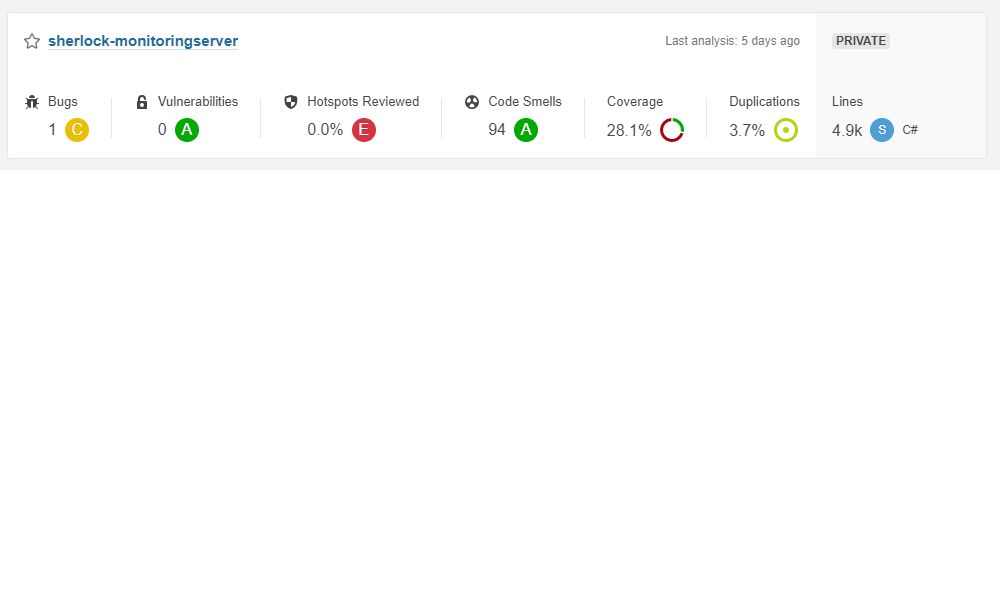 sherlock-monitoringserver Last analysis: 5 days ago PRIVATE
Bugs Vulnerabilities Hotspots Reviewed Code Smells Coverage Duplications Lines
1 C 0 A 0.0% E 94 A 28.1% 3.7% 4.9k S C#